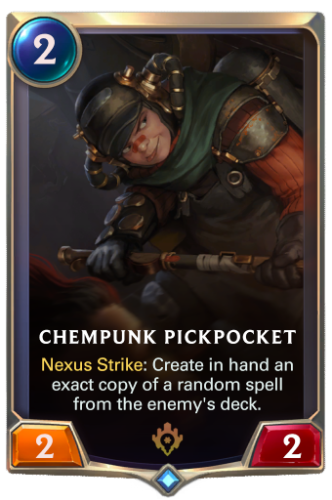 2
CHEMPUNK PICKPOCKET
Nexus Strike: Create in hand an
exact copy of a random spell
from the enemy's deck.
2 2